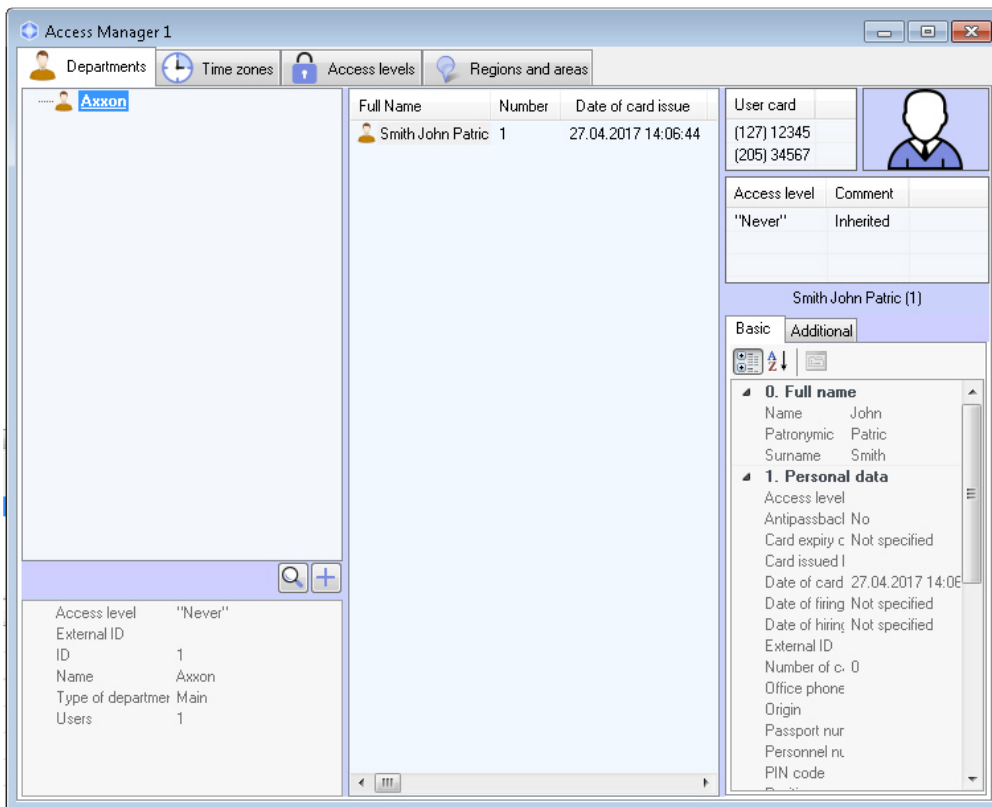 Access Manager 1
Departments Time zones Access levels Regions and areas
Axxon
Full Name Number Date of card issue
Smith John Patric 1 27.04.2017 14:06:44
User card
(127) 12345
(205) 34567
Access level Comment
"Never" Inherited
Smith John Patric (1)
Basic Additional
0. Full name
Name John
Patronymic Patric
Surname Smith
1. Personal data
Access level
Antipassbacl No
Card expiry c Not specified
Card issued l
Date of card 27.04.2017 14:06
Date of firing Not specified
Date of hiring Not specified
External ID
Number of c. 0
Office phone
Origin
Passport nur
Personnel nu
PIN code
Access level "Never"
External ID
ID 1
Name Axxon
Type of departmer Main
Users 1